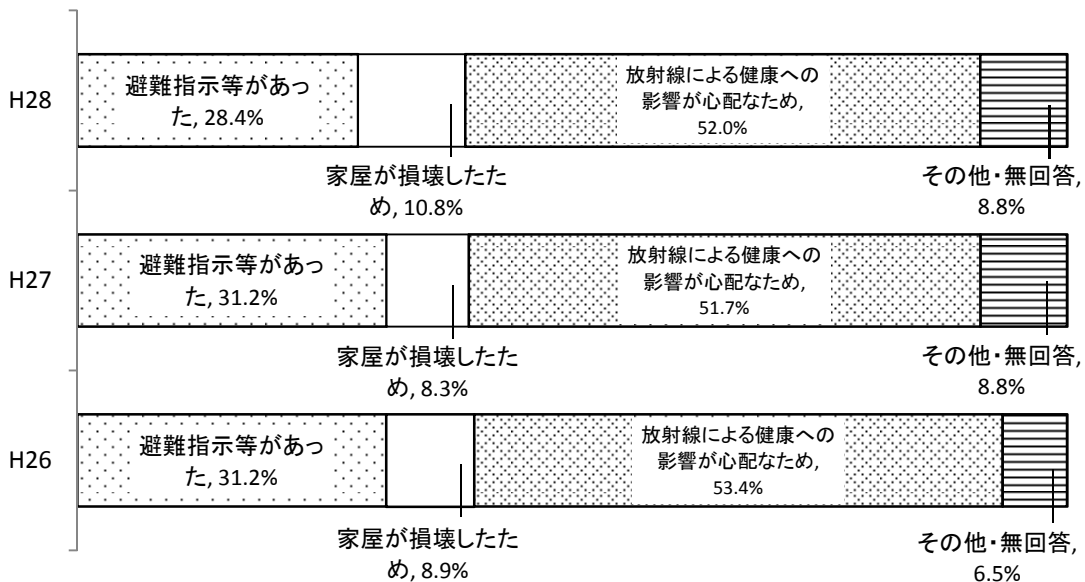 H28
避難指示等があっ
た, 28.4%
家屋が損壊したた
め, 10.8%
放射線による健康への
影響が心配なため,
52.0%
その他・無回答,
8.8%
H27
避難指示等があっ
た, 31.2%
家屋が損壊したた
め, 8.3%
放射線による健康への
影響が心配なため,
51.7%
その他・無回答,
8.8%
H26
避難指示等があっ
た, 31.2%
家屋が損壊したた
め, 8.9%
放射線による健康への
影響が心配なため,
53.4%
その他・無回答,
6.5%